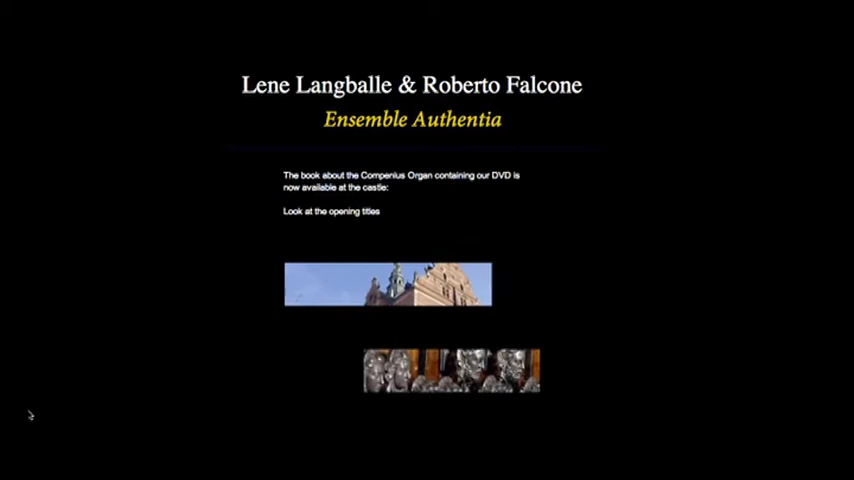 Lene Langballe & Roberto Falcone
Ensemble Authentia
The book about the Compenius Organ containing our DVD is
now available at the castle:
Look at the opening titles